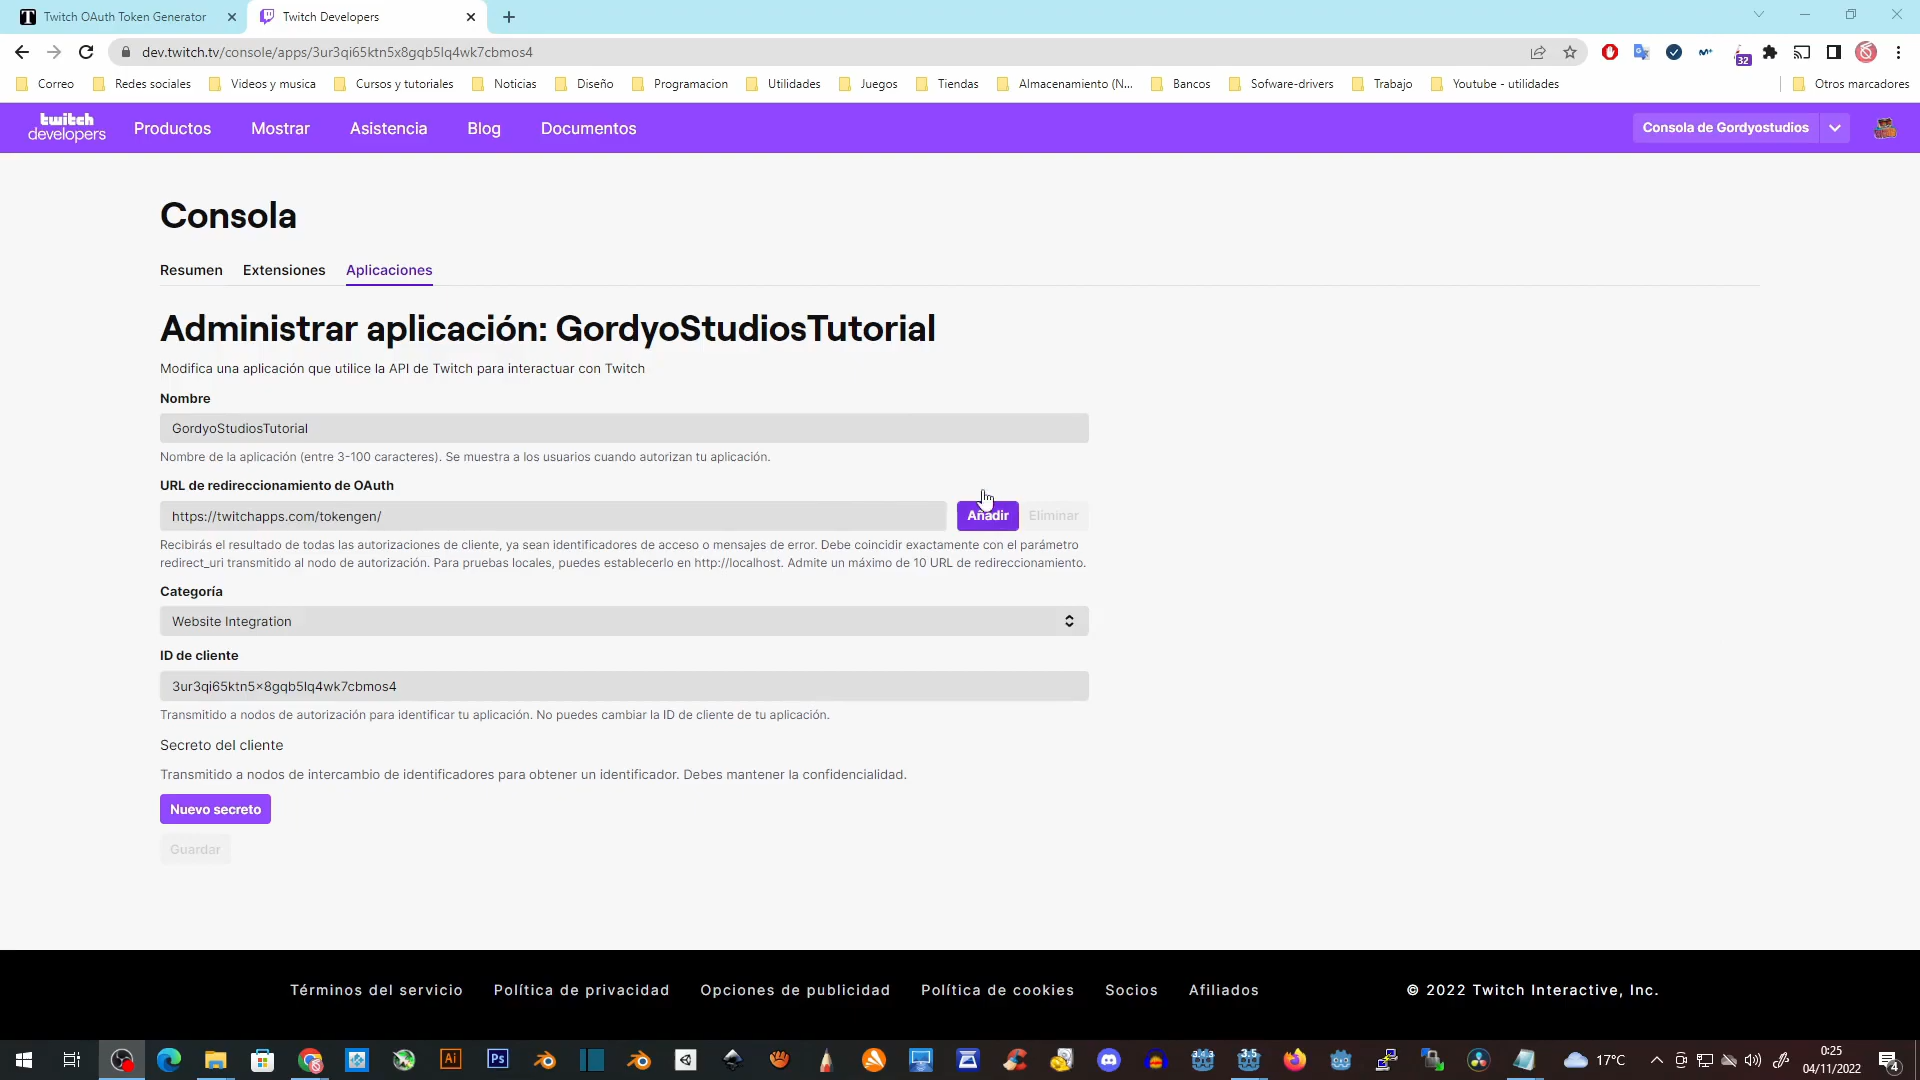 Twitch OAuth Token Generator
Twitch Developers
dev.twitch.tv/console/apps/3ur3qi65ktn5x8gqb5lq4wk7cbmos4
32
Correo
Redes sociales
Videos y musica
Cursos y tutoriales
Noticias
Diseño
Programacion
Utilidades
Juegos
Tiendas
Almacenamiento (N...
Bancos
Sofware-drivers
Trabajo
Youtube - utilidades
Otros marcadores
twitch
developers
Productos
Mostrar
Asistencia
Blog
Documentos
Consola de Gordyostudios
Consola
Resumen
Extensiones
Aplicaciones
Administrar aplicación: GordyoStudiosTutorial
Modifica una aplicación que utilice la API de Twitch para interactuar con Twitch
Nombre
GordyoStudiosTutorial
Nombre de la aplicación (entre 3-100 caracteres). Se muestra a los usuarios cuando autorizan tu aplicación.
URL de redireccionamiento de OAuth
https://twitchapps.com/tokengen/
Añadir
Eliminar
Recibirás el resultado de todas las autorizaciones de cliente, ya sean identificadores de acceso o mensajes de error. Debe coincidir exactamente con el parámetro
redirect_uri transmitido al nodo de autorización. Para pruebas locales, puedes establecerlo en http://localhost. Admite un máximo de 10 URL de redireccionamiento.
Categoría
Website Integration
ID de cliente
3ur3qi65ktn5x8gqb5lq4wk7cbmos4
Transmitido a nodos de autorización para identificar tu aplicación. No puedes cambiar la ID de cliente de tu aplicación.
Secreto del cliente
Transmitido a nodos de intercambio de identificadores para obtener un identificador. Debes mantener la confidencialidad.
Nuevo secreto
Guardar
Términos del servicio
Política de privacidad
Opciones de publicidad
Política de cookies
Socios
Afiliados
© 2022 Twitch Interactive, Inc.
Ai
Ps
3.4.3
3.5
17°C
0:25
04/11/2022
4